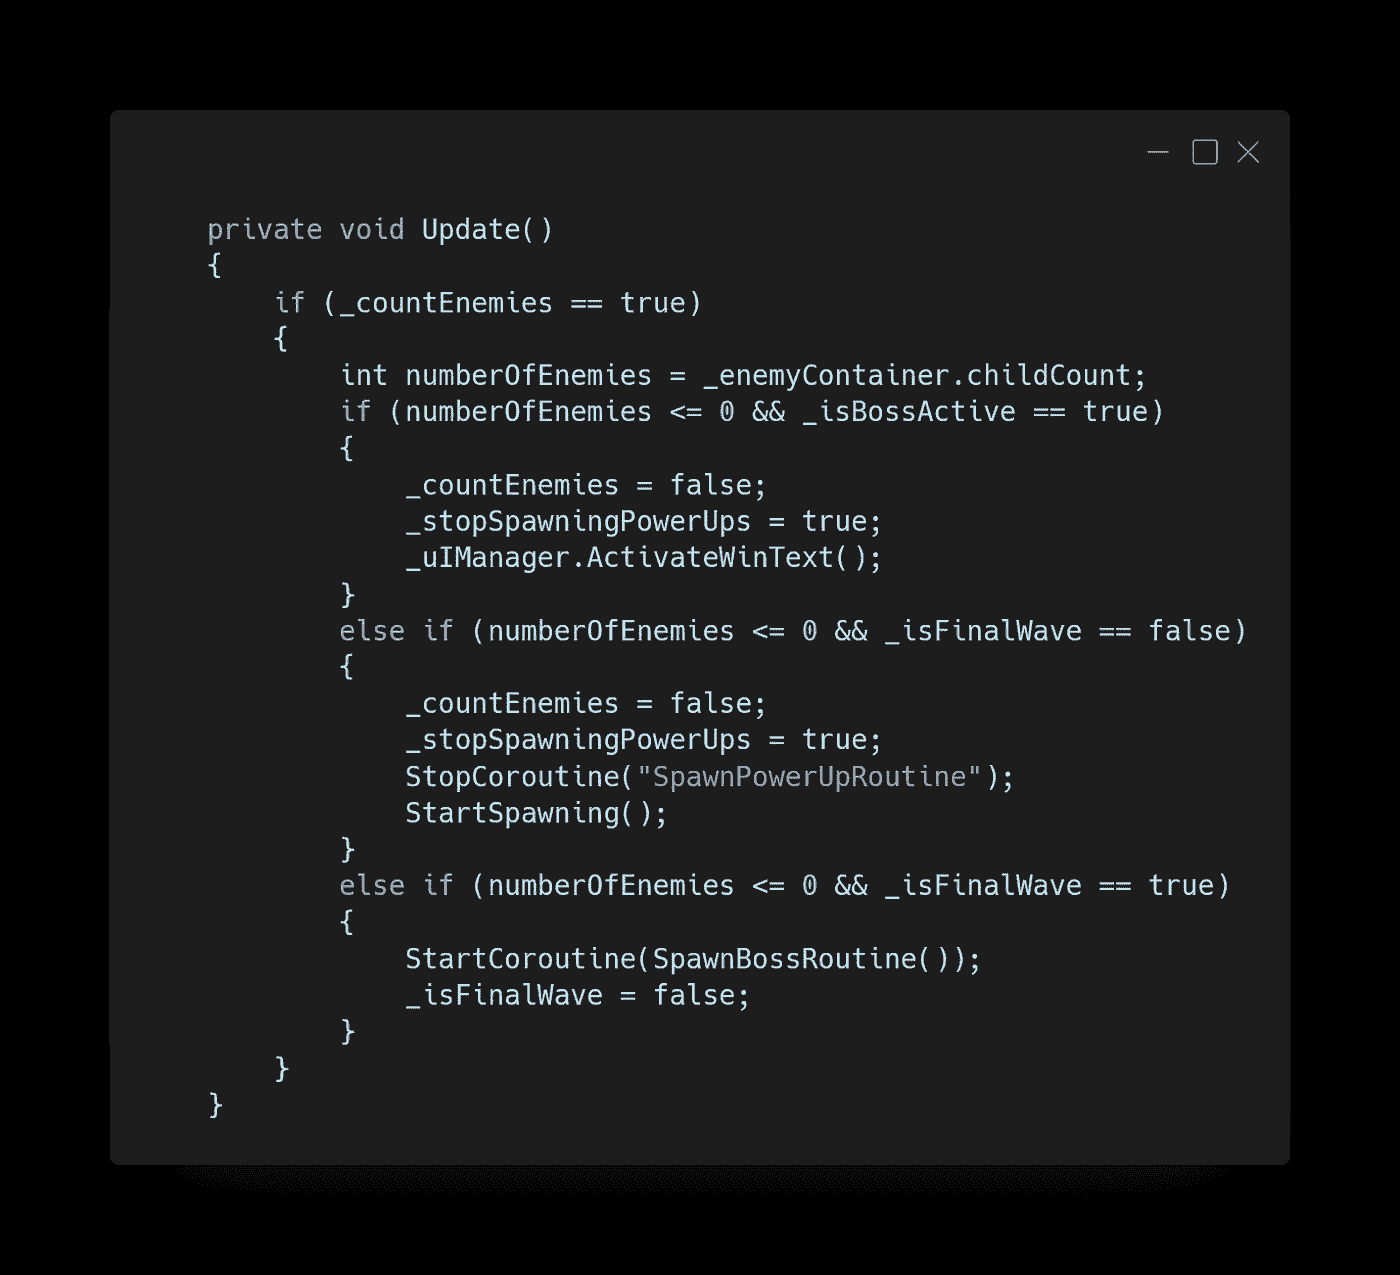 private void Update()
{
    if (_countEnemies == true)
    {
        int numberOfEnemies = _enemyContainer.childCount;
        if (numberOfEnemies <= 0 && _isBossActive == true)
        {
            _countEnemies = false;
            _stopSpawningPowerUps = true;
            _uIManager.ActivateWinText();
        }
        else if (numberOfEnemies <= 0 && _isFinalWave == false)
        {
            _countEnemies = false;
            _stopSpawningPowerUps = true;
            StopCoroutine("SpawnPowerUpRoutine");
            StartSpawning();
        }
        else if (numberOfEnemies <= 0 && _isFinalWave == true)
        {
            StartCoroutine(SpawnBossRoutine());
            _isFinalWave = false;
        }
    }
}